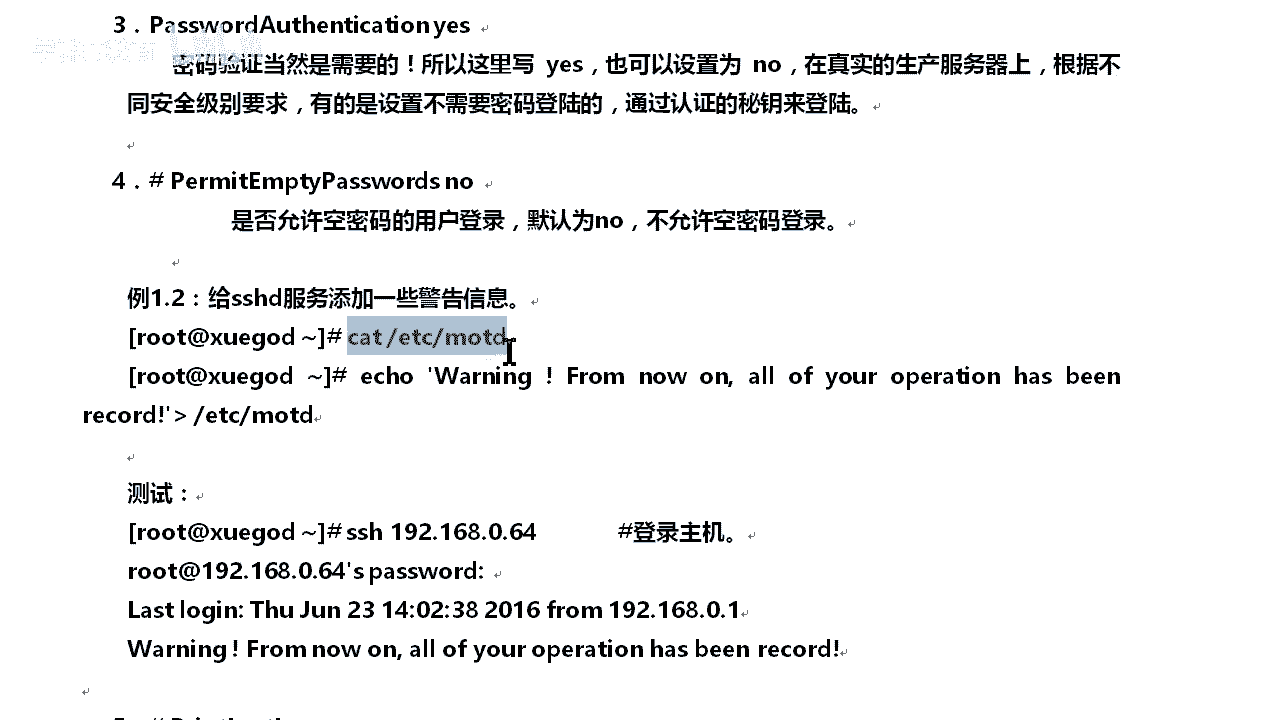 3．PasswordAuthentication yes
密码验证当然是需要的！所以这里写 yes，也可以设置为 no，在真实的生产服务器上，根据不
同安全级别要求，有的是设置不需要密码登陆的，通过认证的秘钥来登陆。
4．# PermitEmptyPasswords no
是否允许空密码的用户登录，默认为no，不允许空密码登录。
例1.2：给sshd服务添加一些警告信息。
[root@xuegod ~]# cat /etc/motd
[root@xuegod ~]# echo 'Warning ! From now on, all of your operation has been
record!'> /etc/motd
测试：
[root@xuegod ~]# ssh 192.168.0.64 #登录主机。
root@192.168.0.64's password:
Last login: Thu Jun 23 14:02:38 2016 from 192.168.0.1
Warning ! From now on, all of your operation has been record!